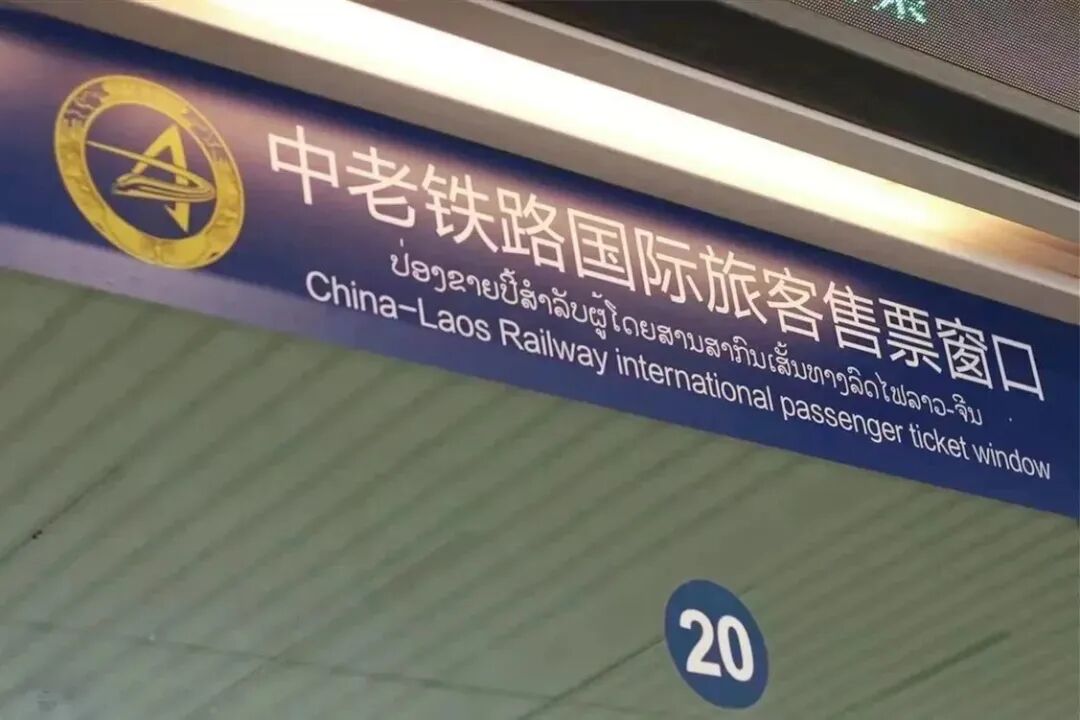 中老铁路国际旅客售票窗口
ປ່ອງຂາຍປີ້ສຳລັບຜູ້ໂດຍສານສາກົນເສັ້ນທາງລົດໄຟລາວ-ຈີນ
China-Laos Railway international passenger ticket window
20